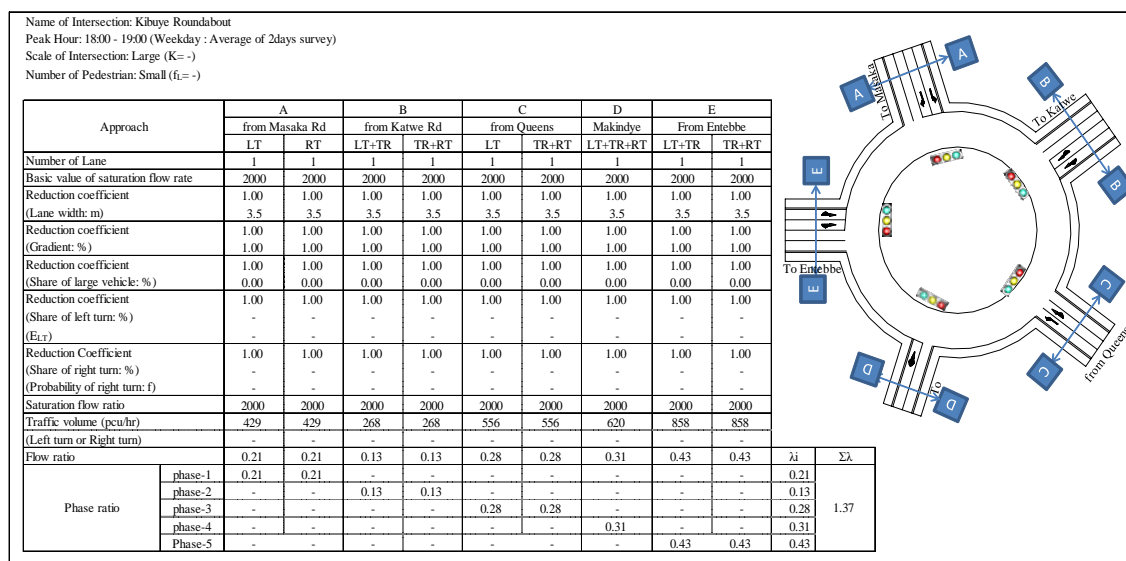 Name of Intersection: Kibuye Roundabout
Peak Hour: 18:00 - 19:00 (Weekday : Average of 2days survey)
Scale of Intersection: Large (K= -)
Number of Pedestrian: Small (fL= -)
Approach A B C D E
from Masaka Rd from Katwe Rd from Queens Makindye From Entebbe
LT RT LT+TR TR+RT LT TR+RT LT+TR+RT LT+TR TR+RT
Number of Lane 1 1 1 1 1 1 1 1 1
Basic value of saturation flow rate 2000 2000 2000 2000 2000 2000 2000 2000 2000
Reduction coefficient 1.00 1.00 1.00 1.00 1.00 1.00 1.00 1.00 1.00
(Lane width: m) 3.5 3.5 3.5 3.5 3.5 3.5 3.5 3.5 3.5
Reduction coefficient 1.00 1.00 1.00 1.00 1.00 1.00 1.00 1.00 1.00
(Gradient: %) 1.00 1.00 1.00 1.00 1.00 1.00 1.00 1.00 1.00
Reduction coefficient 1.00 1.00 1.00 1.00 1.00 1.00 1.00 1.00 1.00
(Share of large vehicle: %) 0.00 0.00 0.00 0.00 0.00 0.00 0.00 0.00 0.00
Reduction coefficient 1.00 1.00 1.00 1.00 1.00 1.00 1.00 1.00 1.00
(Share of left turn: %) - - - - - - - - -
(ELT) - - - - - - - - -
Reduction Coefficient 1.00 1.00 1.00 1.00 1.00 1.00 1.00 1.00 1.00
(Share of right turn: %) - - - - - - - - -
(Probability of right turn: f) - - - - - - - - -
Saturation flow ratio 2000 2000 2000 2000 2000 2000 2000 2000 2000
Traffic volume (pcu/hr) 429 429 268 268 556 556 620 858 858
(Left turn or Right turn) - - - - - - - - -
Flow ratio 0.21 0.21 0.13 0.13 0.28 0.28 0.31 0.43 0.43 λi Σλ
Phase ratio phase-1 0.21 0.21 - - - - - - - 0.21 1.37
phase-2 - - 0.13 0.13 - - - - - 0.13
phase-3 - - - - 0.28 0.28 - - - 0.28
phase-4 - - - - - - 0.31 - - 0.31
Phase-5 - - - - - - - 0.43 0.43 0.43
A
A
To Masaka
B
To Katwe
B
E
To Entebbe
E
C
C
from Queens
D
D
To